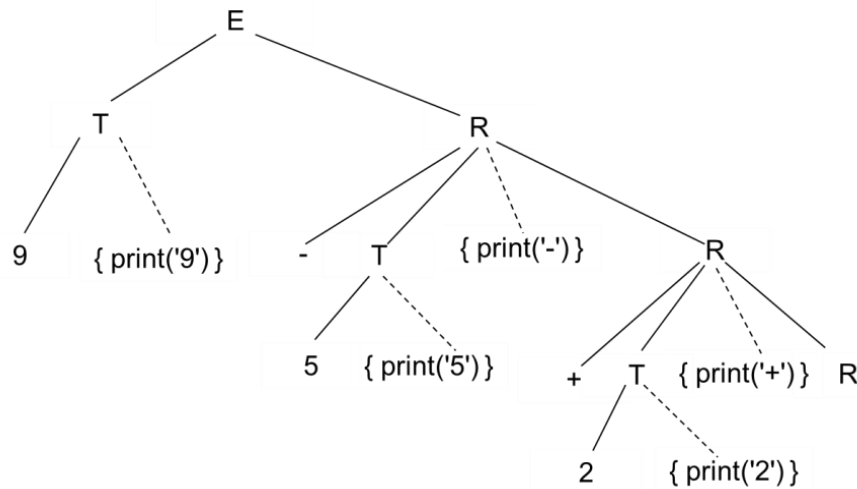 E
T
R
9
{ print('9') }
-
T
{ print('-') }
R
5
{ print('5') }
+
T
{ print('+') }
R
2
{ print('2') }